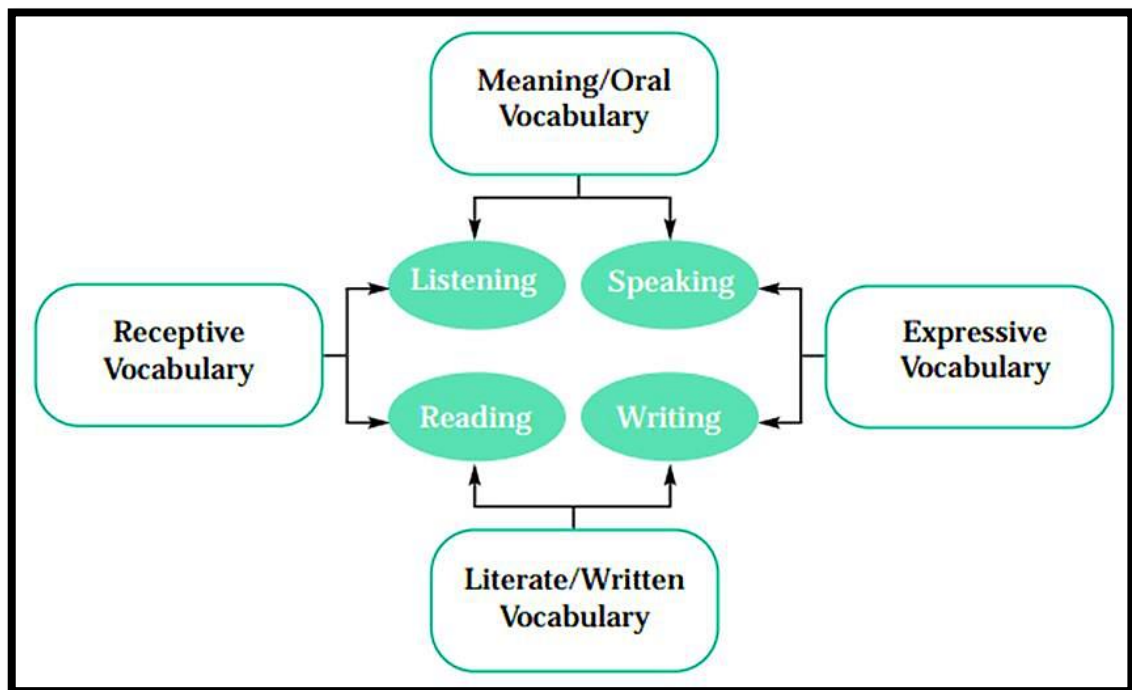 Meaning/Oral
Vocabulary
Listening
Speaking
Receptive
Vocabulary
Expressive
Vocabulary
Reading
Writing
Literate/Written
Vocabulary